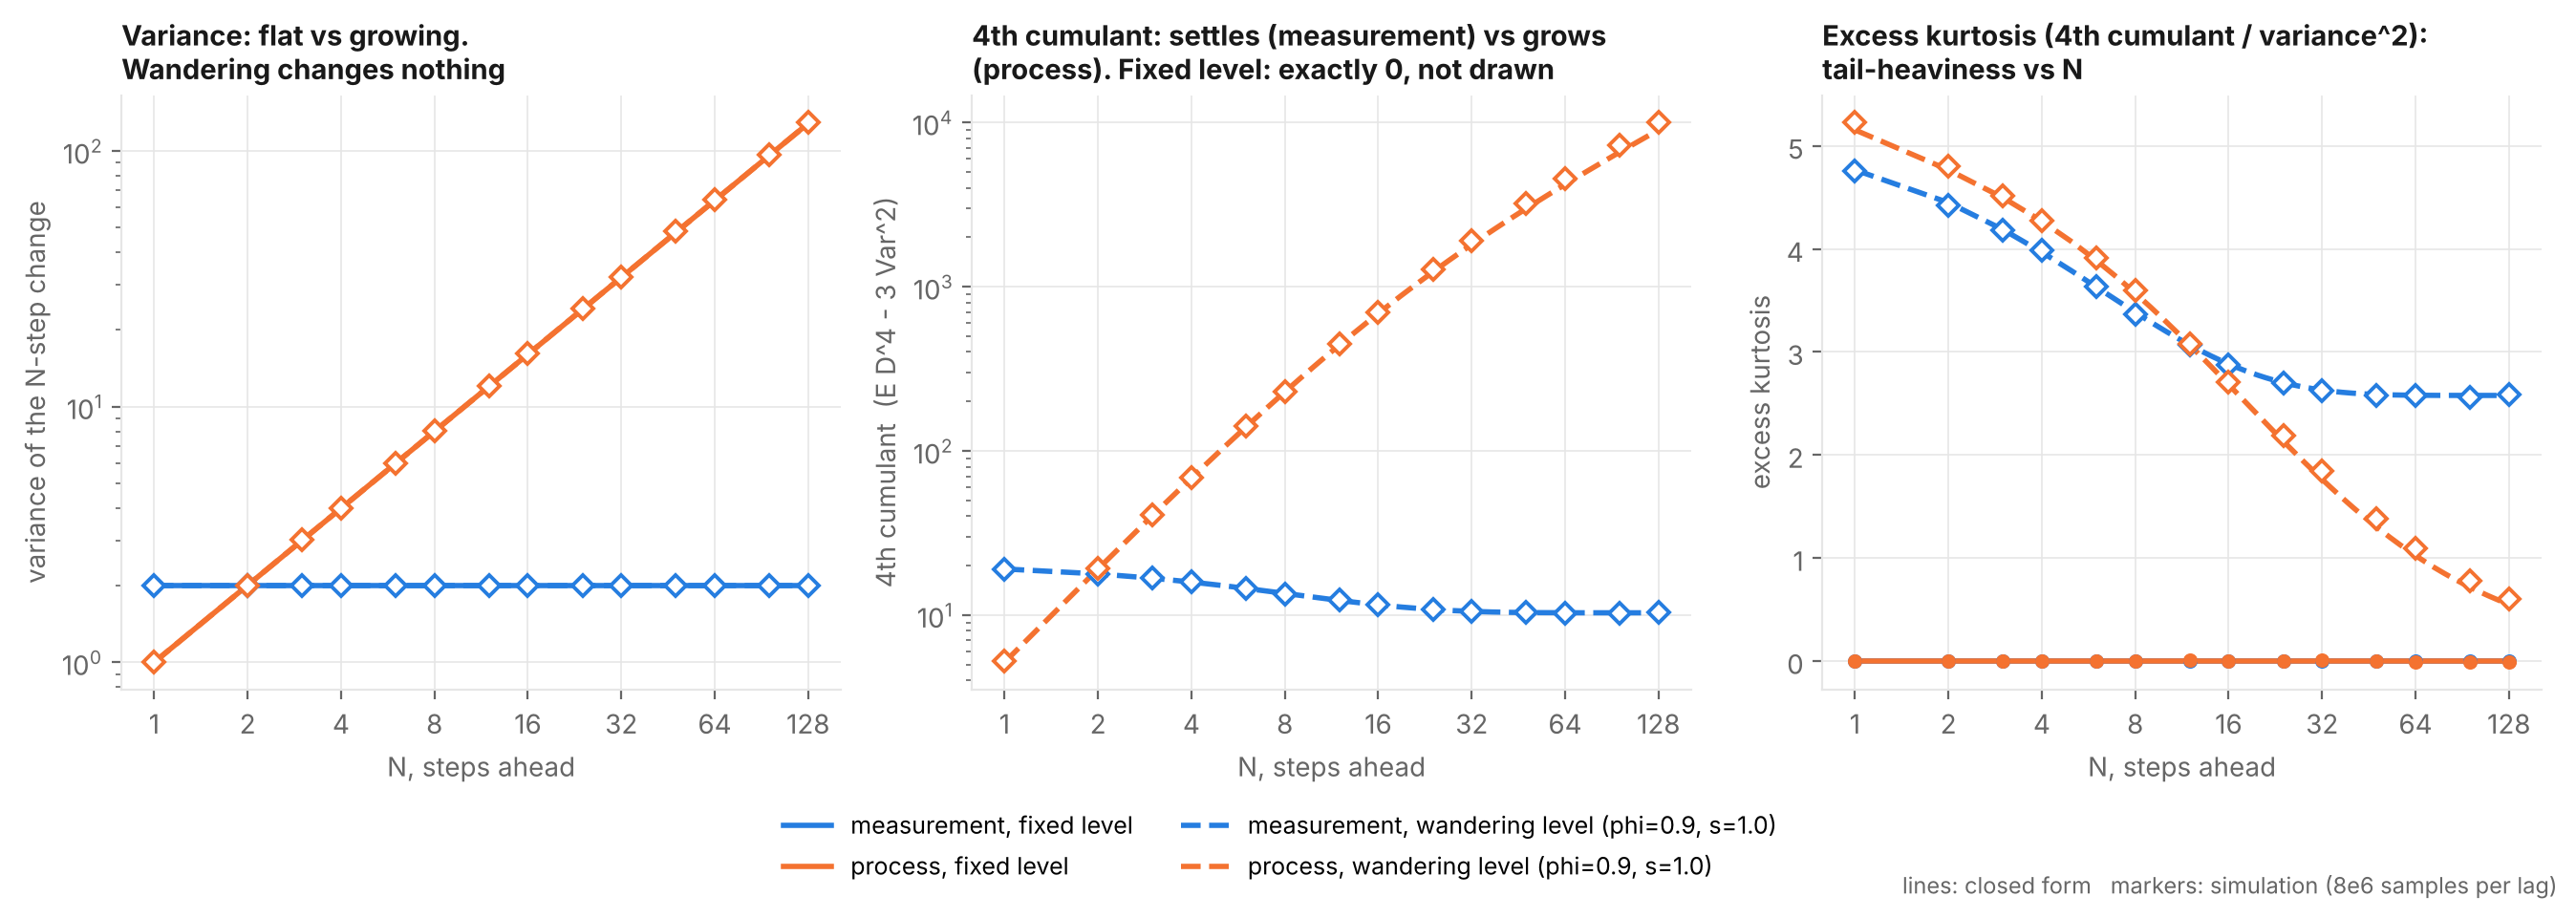 Variance: flat vs growing.
Wandering changes nothing
variance of the N-step change
10^2
10^1
10^0
1 2 4 8 16 32 64 128
N, steps ahead
4th cumulant: settles (measurement) vs grows
(process). Fixed level: exactly 0, not drawn
4th cumulant (E D^4 - 3 Var^2)
10^4
10^3
10^2
10^1
1 2 4 8 16 32 64 128
N, steps ahead
Excess kurtosis (4th cumulant / variance^2):
tail-heaviness vs N
excess kurtosis
5
4
3
2
1
0
1 2 4 8 16 32 64 128
N, steps ahead
measurement, fixed level
process, fixed level
measurement, wandering level (phi=0.9, s=1.0)
process, wandering level (phi=0.9, s=1.0)
lines: closed form markers: simulation (8e6 samples per lag)